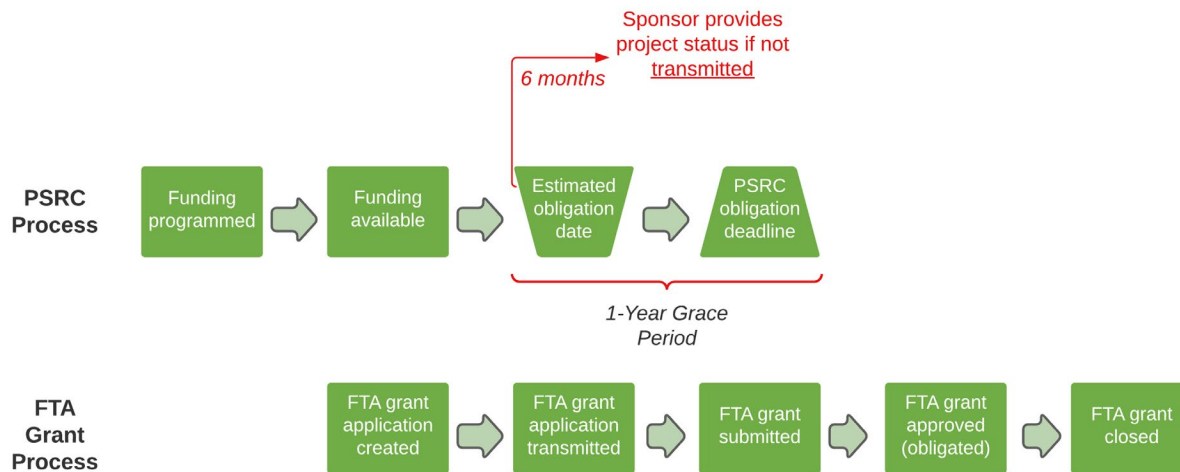 Sponsor provides
project status if not
transmitted
6 months
PSRC
Process
Funding
programmed
Funding
available
Estimated
obligation
date
PSRC
obligation
deadline
1-Year Grace
Period
FTA
Grant
Process
FTA grant
application
created
FTA grant
application
transmitted
FTA grant
submitted
FTA grant
approved
(obligated)
FTA grant
closed